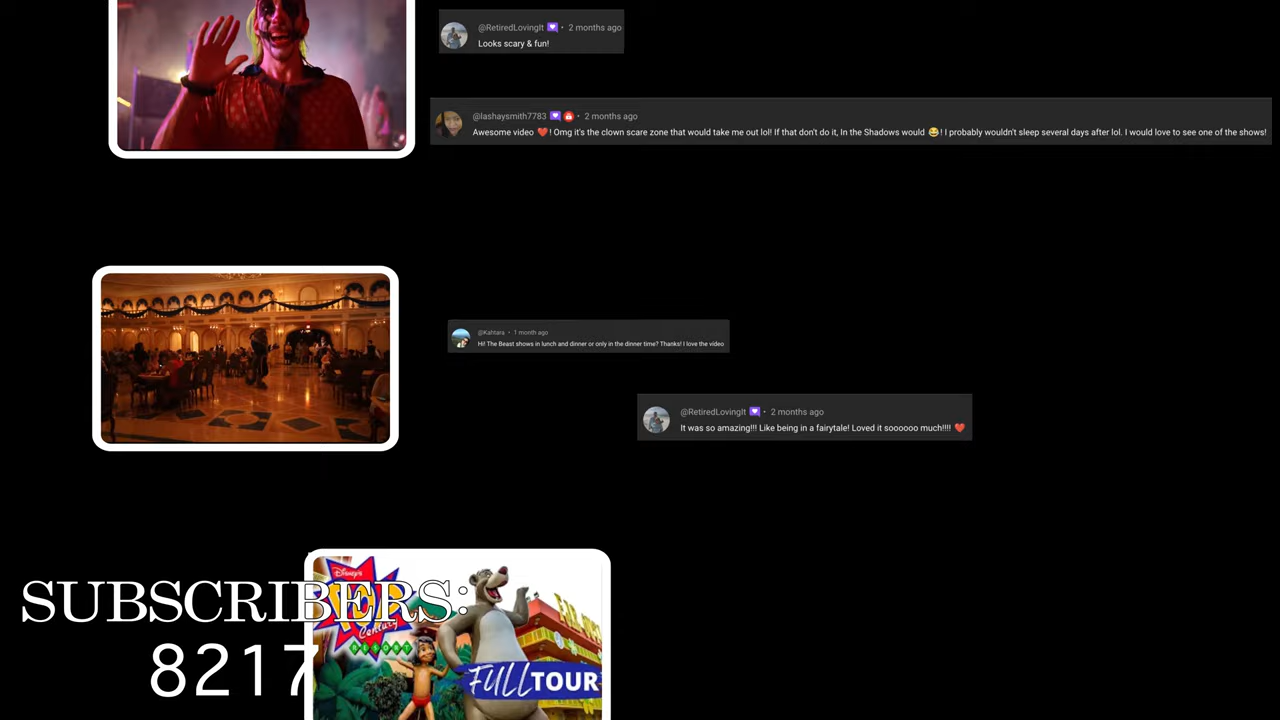 @RetiredLovingIt • 2 months ago
Looks scary & fun!
@lashaysmith7783 • 2 months ago
Awesome video ❤️! Omg it's the clown scare zone that would take me out lol! If that don't do it, In the Shadows would 😂! I probably wouldn't sleep several days after lol. I would love to see one of the shows!
@Kahtara • 1 month ago
Hi! The Beast shows in lunch and dinner or only in the dinner time? Thanks! I love the video
@RetiredLovingIt • 2 months ago
It was so amazing!!! Like being in a fairytale! Loved it soooooo much!!!! ❤️
SUBSCRIBERS:
8217
Disney's
POP
Century
RESORT
FULL TOUR